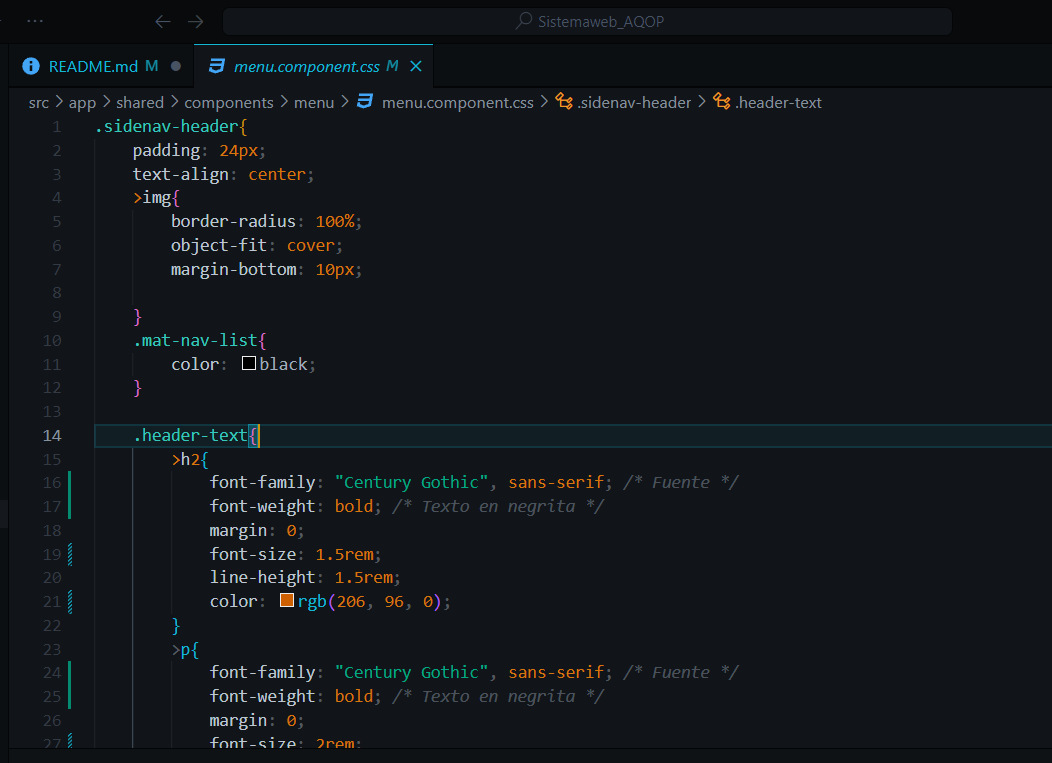 Sistemaweb_AQOP
README.md M
menu.component.css M
src > app > shared > components > menu > menu.component.css > .sidenav-header > .header-text
1 .sidenav-header{
2 padding: 24px;
3 text-align: center;
4 >img{
5 border-radius: 100%;
6 object-fit: cover;
7 margin-bottom: 10px;
8
9 }
10 .mat-nav-list{
11 color: black;
12 }
13
14 .header-text{
15 >h2{
16 font-family: "Century Gothic", sans-serif; /* Fuente */
17 font-weight: bold; /* Texto en negrita */
18 margin: 0;
19 font-size: 1.5rem;
20 line-height: 1.5rem;
21 color: rgb(206, 96, 0);
22 }
23 >p{
24 font-family: "Century Gothic", sans-serif; /* Fuente */
25 font-weight: bold; /* Texto en negrita */
26 margin: 0;
27 font-size: 2rem;